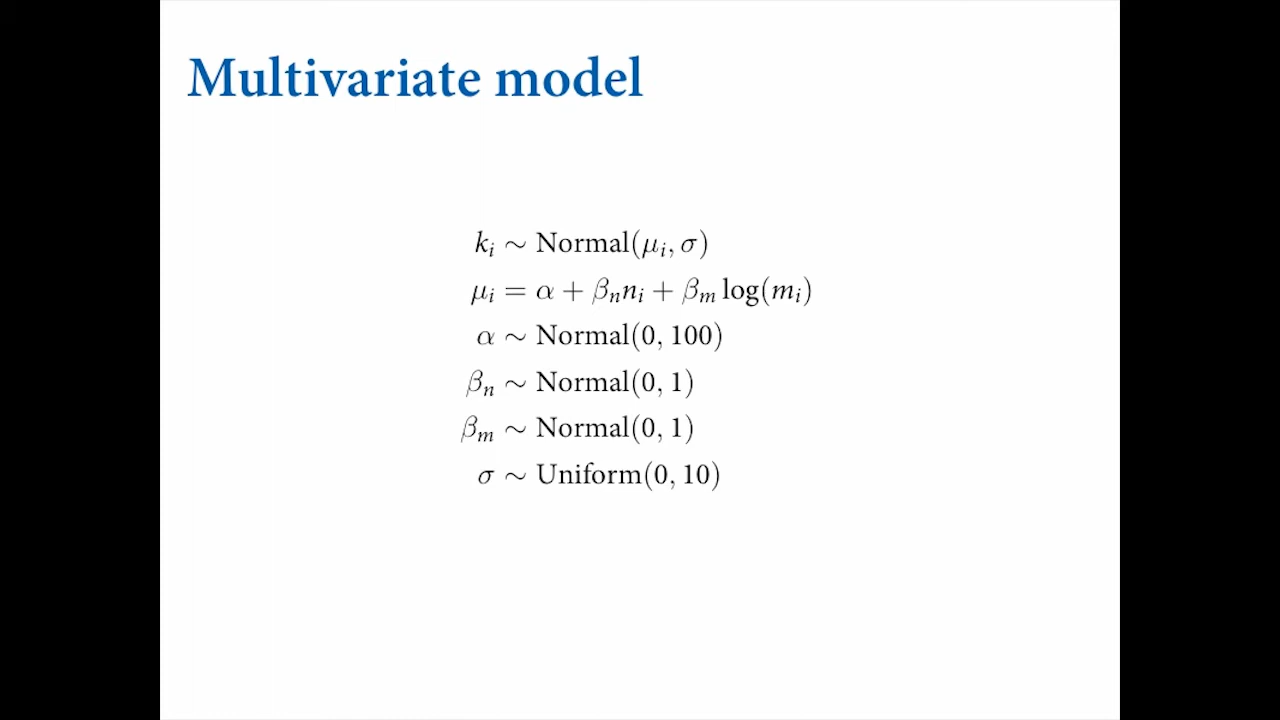 Multivariate model
kᵢ ∼ Normal(μᵢ, σ)
μᵢ = α + βₙnᵢ + βₘ log(mᵢ)
α ∼ Normal(0, 100)
βₙ ∼ Normal(0, 1)
βₘ ∼ Normal(0, 1)
σ ∼ Uniform(0, 10)